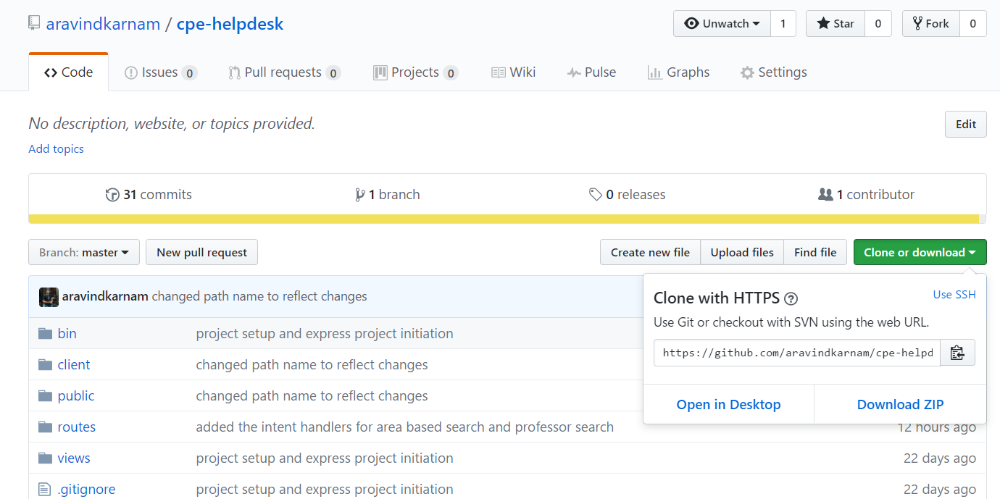 aravindkarnam / cpe-helpdesk
Unwatch 1 Star 0 Fork 0
Code Issues 0 Pull requests 0 Projects 0 Wiki Pulse Graphs Settings
No description, website, or topics provided.
Edit
Add topics
31 commits 1 branch 0 releases 1 contributor
Branch: master New pull request Create new file Upload files Find file Clone or download
aravindkarnam changed path name to reflect changes
Clone with HTTPS ? Use SSH
Use Git or checkout with SVN using the web URL.
https://github.com/aravindkarnam/cpe-helpd
Open in Desktop Download ZIP
bin project setup and express project initiation
client changed path name to reflect changes
public changed path name to reflect changes
routes added the intent handlers for area based search and professor search 12 hours ago
views project setup and express project initiation 22 days ago
.gitignore project setup and express project initiation 22 days ago